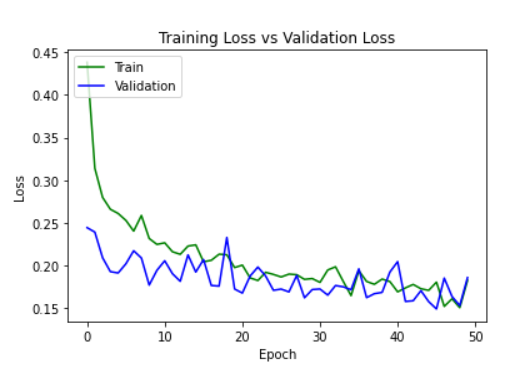 Training Loss vs Validation Loss
0.45
Train
Validation
0.40
0.35
0.30
Loss
0.25
0.20
0.15
0 10 20 30 40 50
Epoch